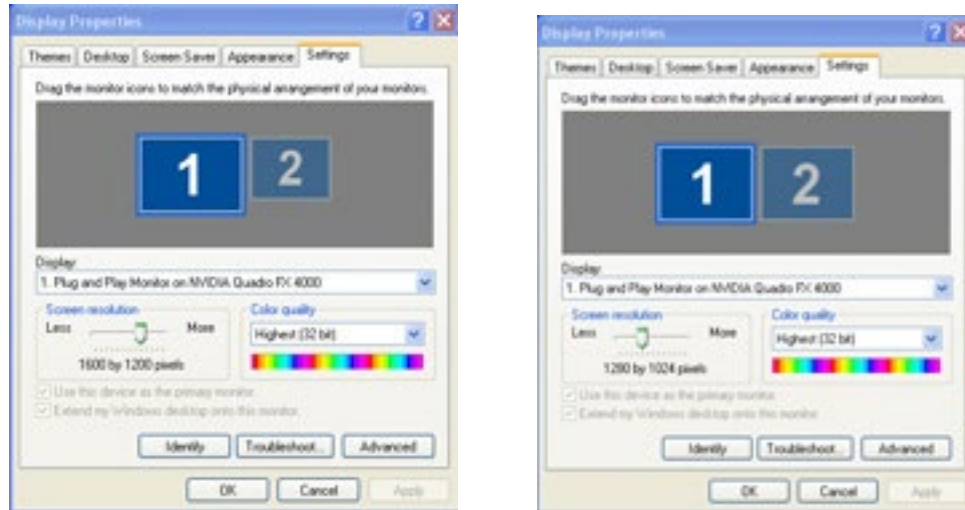 Display Properties
Themes Desktop Screen Saver Appearance Settings
Drag the monitor icons to match the physical arrangement of your monitors.
1 2
Display:
1. Plug and Play Monitor on NVIDIA Quadro FX 4000
Screen resolution Color quality
Less More Highest (32 bit)
1600 by 1200 pixels
Use this device as the primary monitor.
Extend my Windows desktop onto this monitor.
Identify Troubleshoot... Advanced
OK Cancel Apply
Display Properties
Themes Desktop Screen Saver Appearance Settings
Drag the monitor icons to match the physical arrangement of your monitors.
1 2
Display:
1. Plug and Play Monitor on NVIDIA Quadro FX 4000
Screen resolution Color quality
Less More Highest (32 bit)
1280 by 1024 pixels
Use this device as the primary monitor.
Extend my Windows desktop onto this monitor.
Identify Troubleshoot... Advanced
OK Cancel Apply